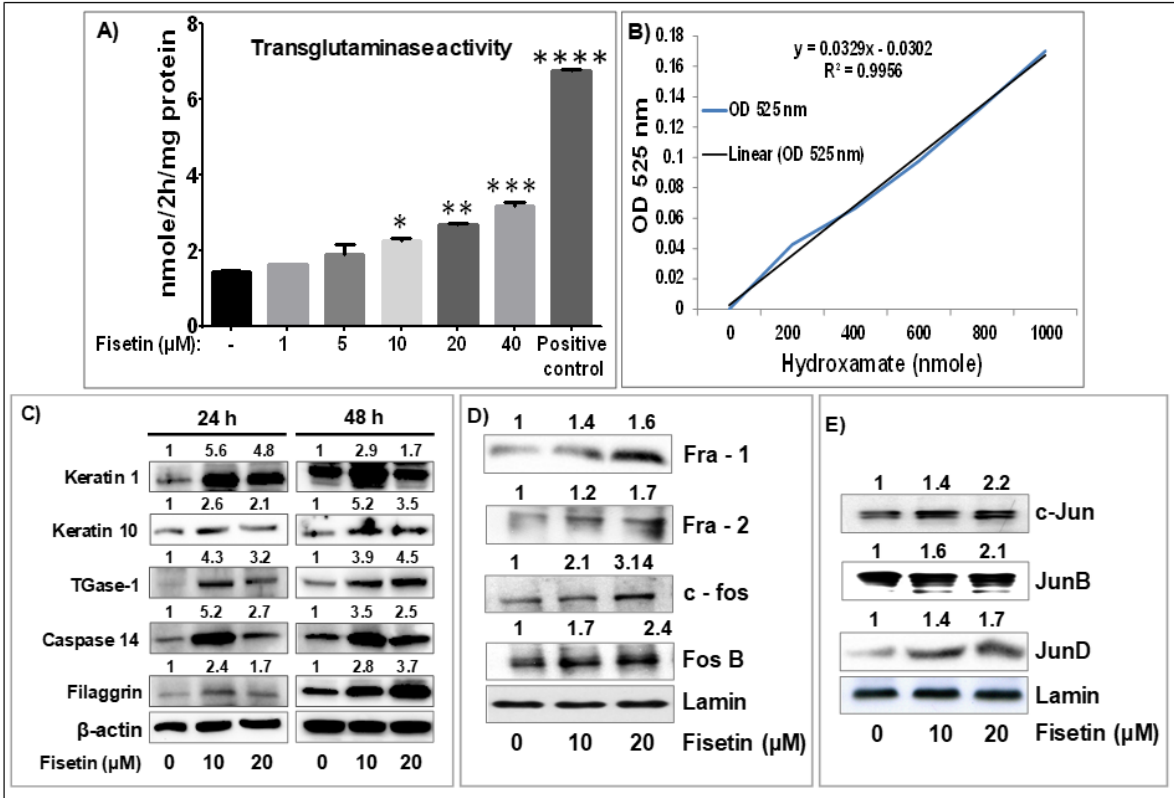 A)
Transglutaminase activity
nmole/2h/mg protein
8
6
4
2
0
*
**
***
****
Fisetin (µM): - 1 5 10 20 40 Positive control
B)
y = 0.0329x - 0.0302
R² = 0.9956
OD 525 nm
Linear (OD 525 nm)
OD 525 nm
0.18
0.16
0.14
0.12
0.1
0.08
0.06
0.04
0.02
0
0 200 400 600 800 1000
Hydroxamate (nmole)
C)
24 h 48 h
1 5.6 4.8 1 2.9 1.7
Keratin 1
1 2.6 2.1 1 5.2 3.5
Keratin 10
1 4.3 3.2 1 3.9 4.5
TGase-1
1 5.2 2.7 1 3.5 2.5
Caspase 14
1 2.4 1.7 1 2.8 3.7
Filaggrin
β-actin
Fisetin (µM) 0 10 20 0 10 20
D)
1 1.4 1.6
Fra - 1
1 1.2 1.7
Fra - 2
1 2.1 3.14
c - fos
1 1.7 2.4
Fos B
Lamin
0 10 20 Fisetin (µM)
E)
1 1.4 2.2
c-Jun
1 1.6 2.1
JunB
1 1.4 1.7
JunD
Lamin
0 10 20 Fisetin (µM)